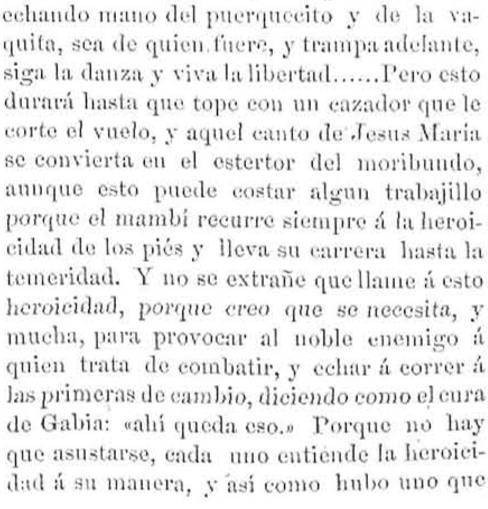 echando mano del puerquecito y de la va-
quita, sea de quien fuere, y trampa adelante,
siga la danza y viva la libertad......Pero esto
durará hasta que tope con un cazador que le
corte el vuelo, y aquel canto de Jesus María
se convierta en el estertor del moribundo,
aunque esto puede costar algun trabajillo
porque el mambí recurre siempre á la heroi-
cidad de los piés y lleva su carrera hasta la
temeridad. Y no se extrañe que llame á esto
heroicidad, porque creo que se necesita, y
mucha, para provocar al noble enemigo á
quien trata de combatir, y echar á correr á
las primeras de cambio, diciendo como el cura
de Gabia: «ahí queda eso.» Porque no hay
que asustarse, cada uno entiende la heroici-
dad á su manera, y así como hubo uno que